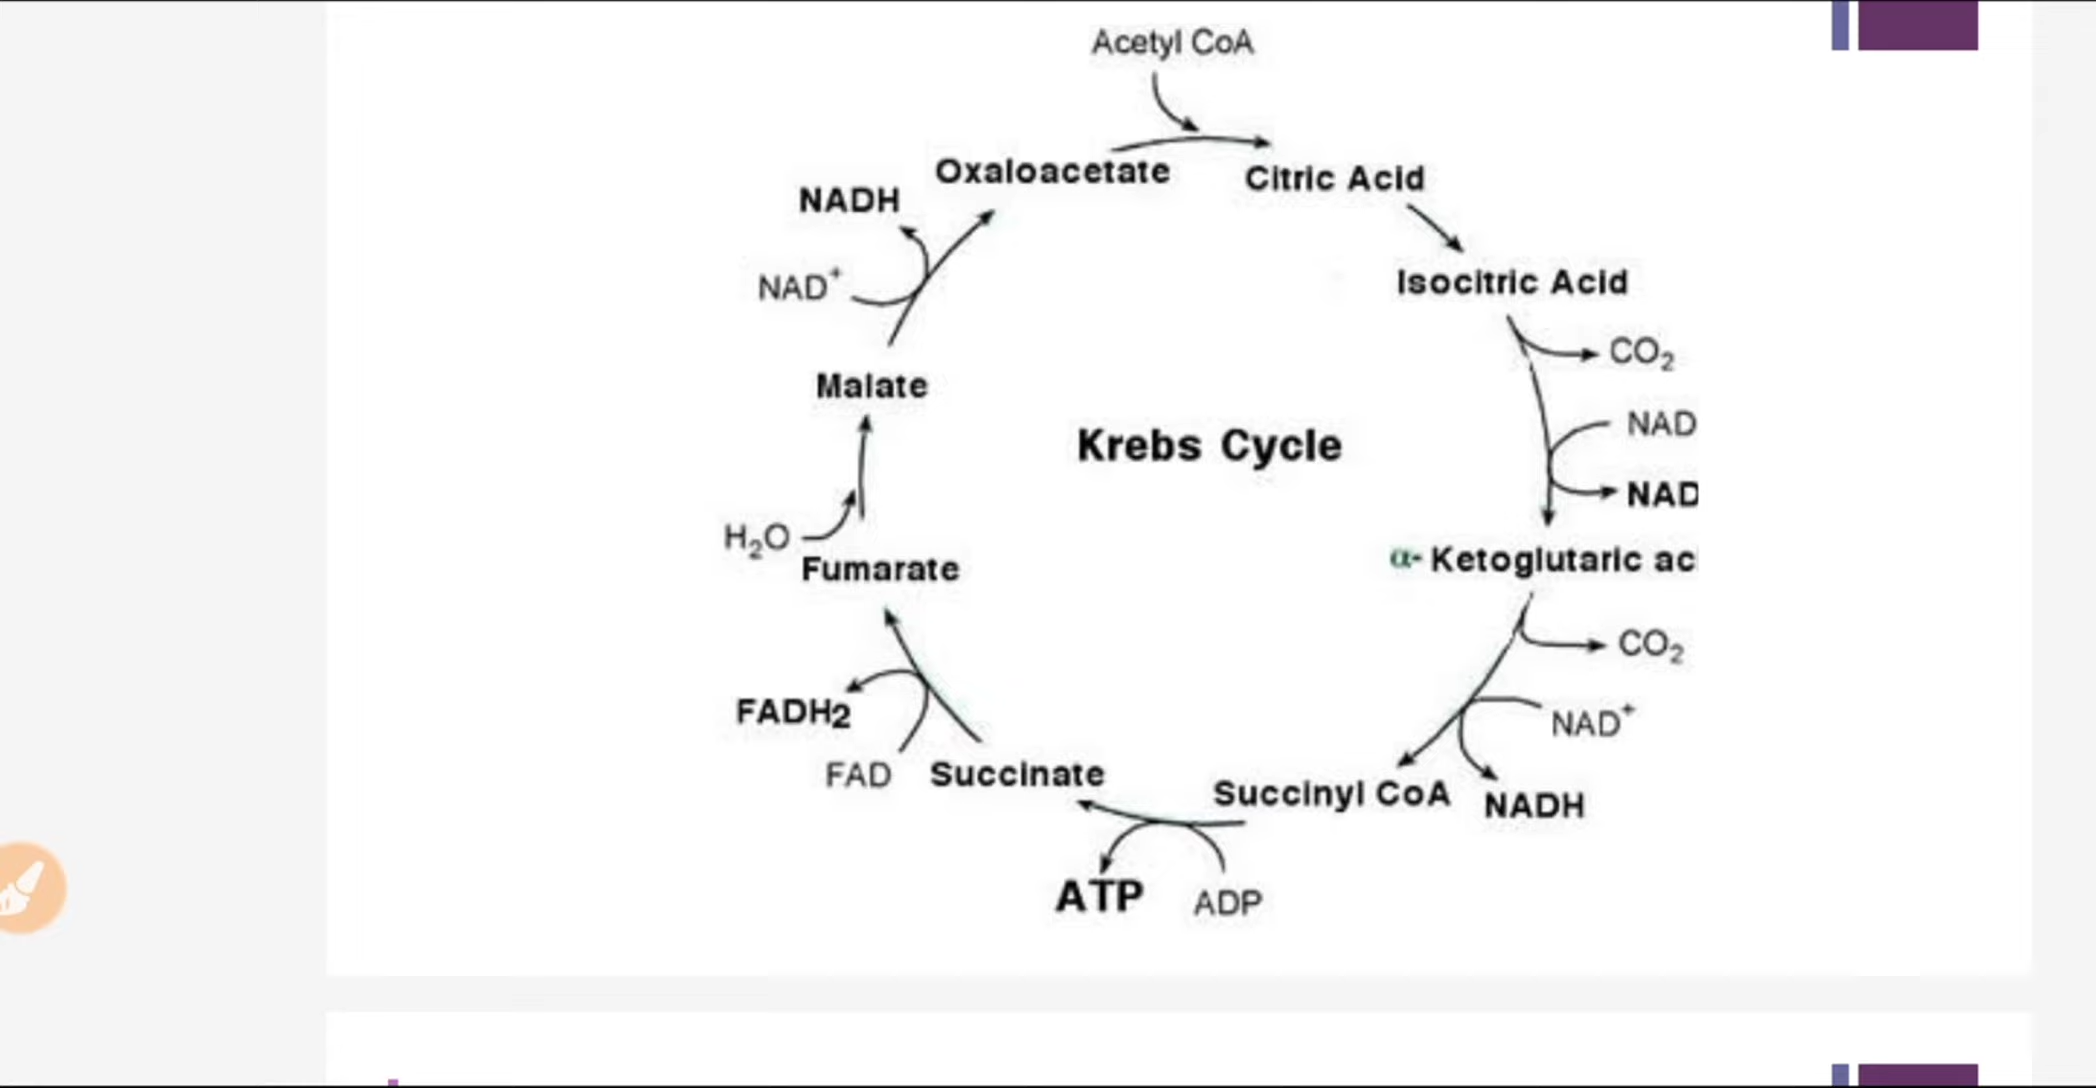 Acetyl CoA
Oxaloacetate
Citric Acid
NADH
NAD⁺
Isocitric Acid
CO₂
Malate
NAD
Krebs Cycle
NAD
H₂O
Fumarate
α- Ketoglutaric ac
CO₂
FADH2
NAD⁺
FAD
Succinate
Succinyl CoA
NADH
ATP
ADP